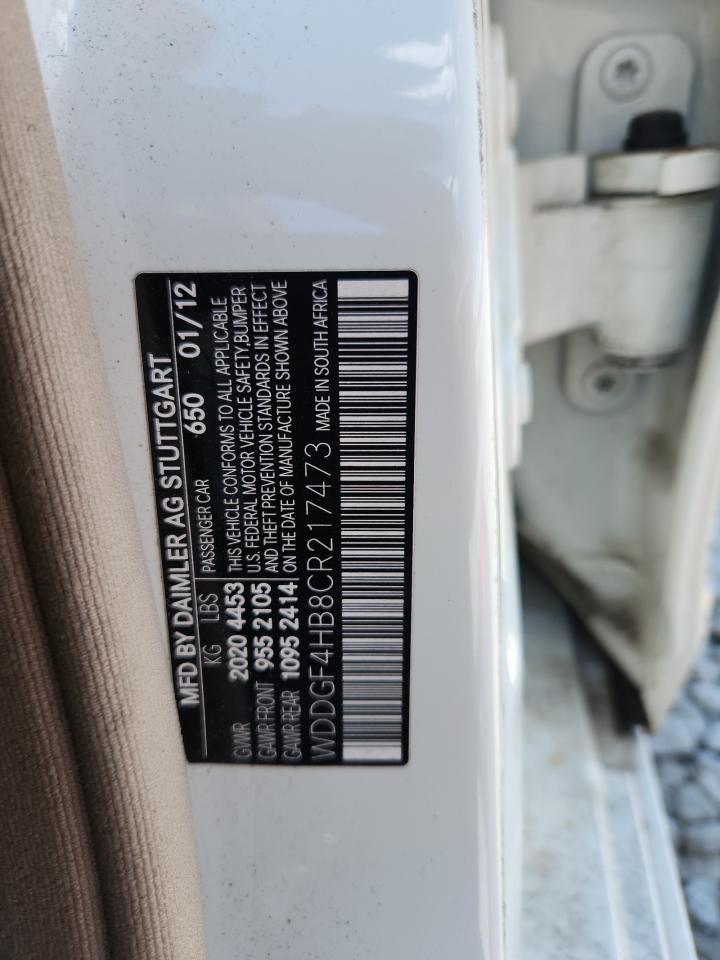 MFD BY DAIMLER AG STUTTGART
650 01/12
KG LBS PASSENGER CAR
GVWR 2020 4453 THIS VEHICLE CONFORMS TO ALL APPLICABLE
GAWR FRONT 955 2105 U.S. FEDERAL MOTOR VEHICLE SAFETY,BUMPER
AND THEFT PREVENTION STANDARDS IN EFFECT
GAWR REAR 1095 2414 ON THE DATE OF MANUFACTURE SHOWN ABOVE
WDDGF4HB8CR217473 MADE IN SOUTH AFRICA